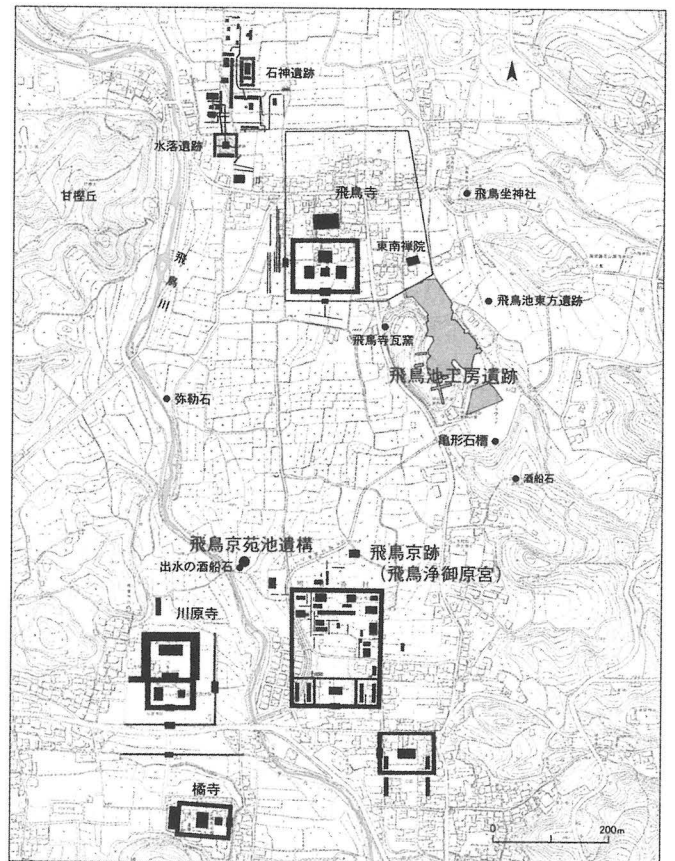 石神遺跡
水落遺跡
甘樫丘
飛鳥寺
飛鳥坐神社
東南禅院
飛鳥川
飛鳥池東方遺跡
飛鳥寺瓦窯
飛鳥池工房遺跡
弥勒石
亀形石槽
酒船石
飛鳥京苑池遺構
出水の酒船石
飛鳥京跡
(飛鳥浄御原宮)
川原寺
橘寺
0 200m